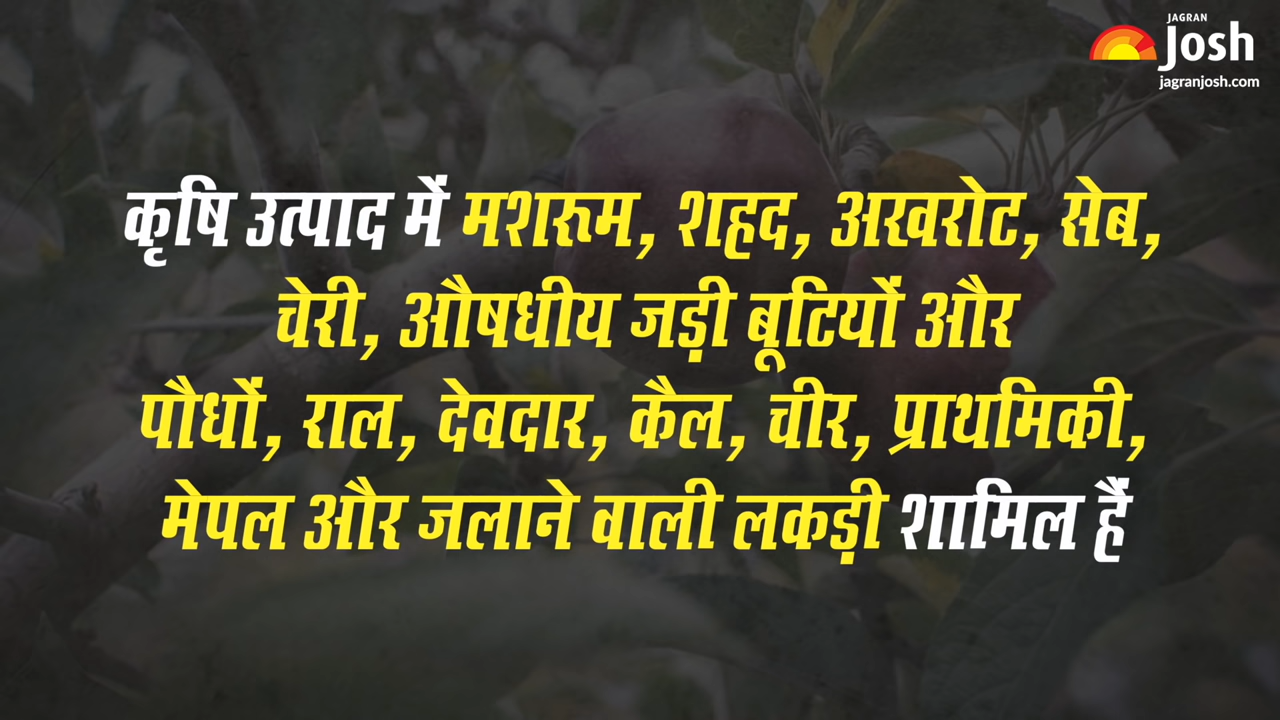 JAGRAN
Josh
jagranjosh.com
कृषि उत्पाद में मशरूम, शहद, अखरोट, सेब,
चेरी, औषधीय जड़ी बूटियों और
पौधों, राल, देवदार, कैल, चीर, प्राथमिकी,
मेपल और जलाने वाली लकड़ी शामिल हैं